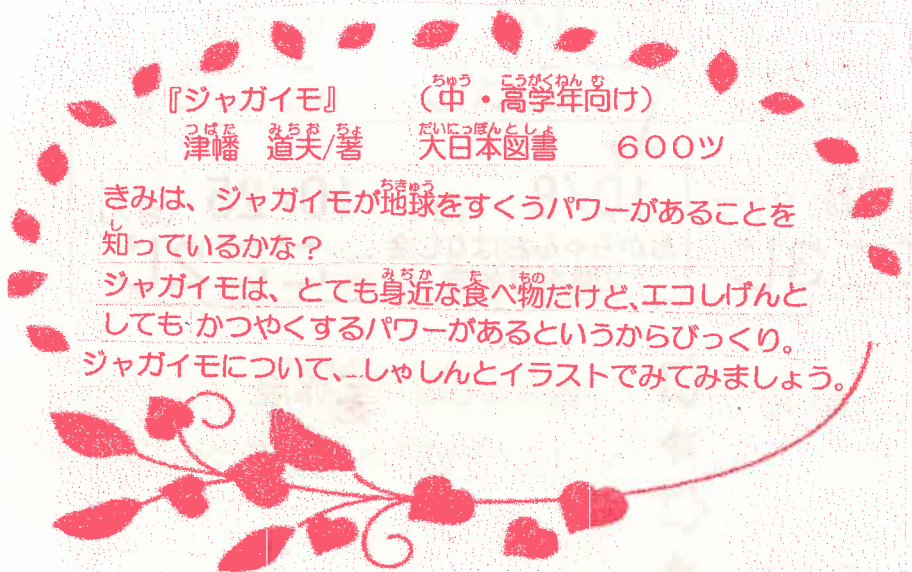 『ジャガイモ』 (中・高学年向け)
津幡 道夫/著 大日本図書 600ツ
きみは、ジャガイモが地球をすくうパワーがあることを
知っているかな?
ジャガイモは、とても身近な食べ物だけど、エコしげんと
しても かつやくするパワーがあるというからびっくり。
ジャガイモについて、しゃしんとイラストでみてみましょう。